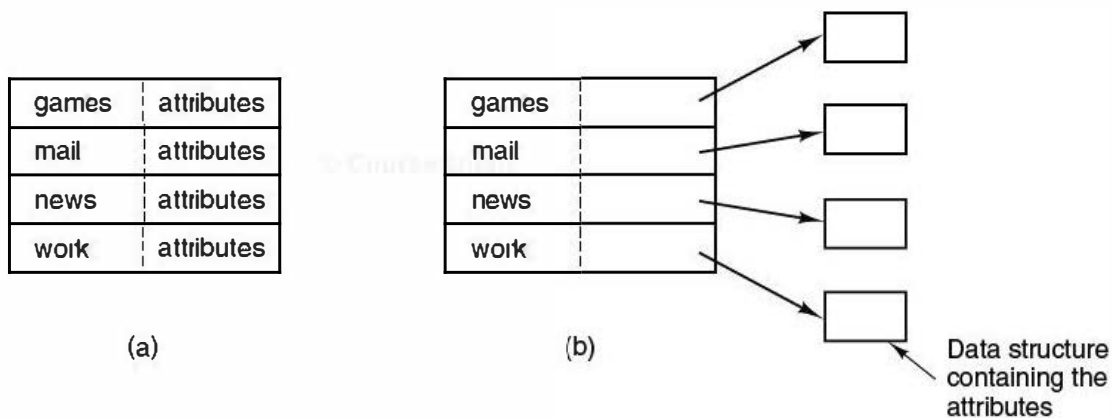 games attributes
mail attributes
news attributes
work attributes
(a)
games
mail
news
work
(b)
Data structure
containing the
attributes